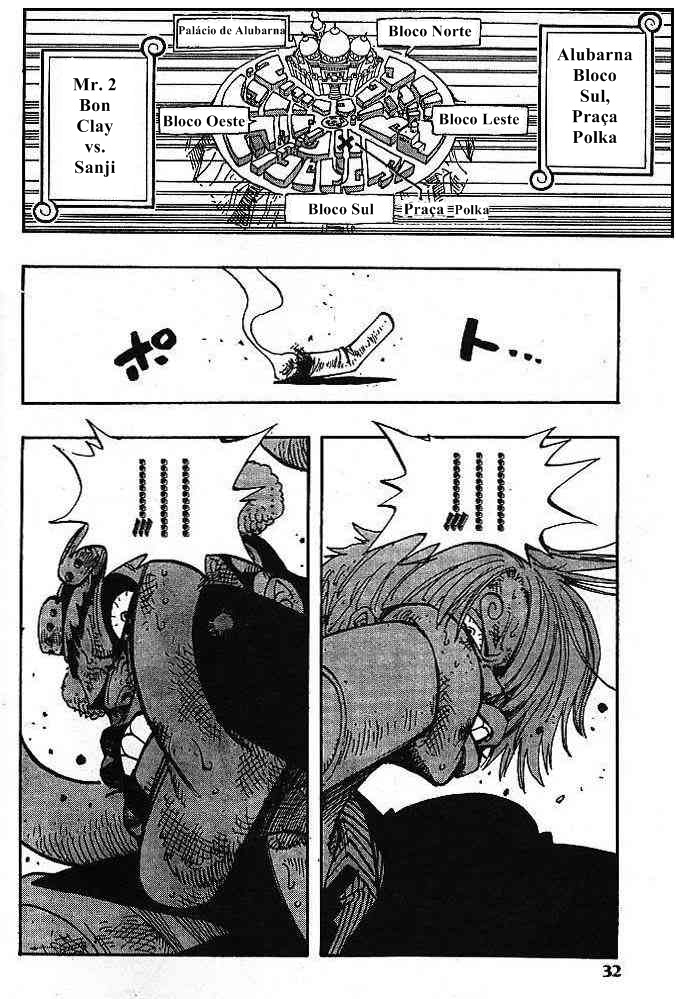 Palácio de Alubarna
Bloco Norte
Mr. 2
Bon
Clay
vs.
Sanji
Bloco Oeste
Bloco Leste
Alubarna
Bloco
Sul,
Praça
Polka
Bloco Sul
Praça Polka
ポ
ト...
32